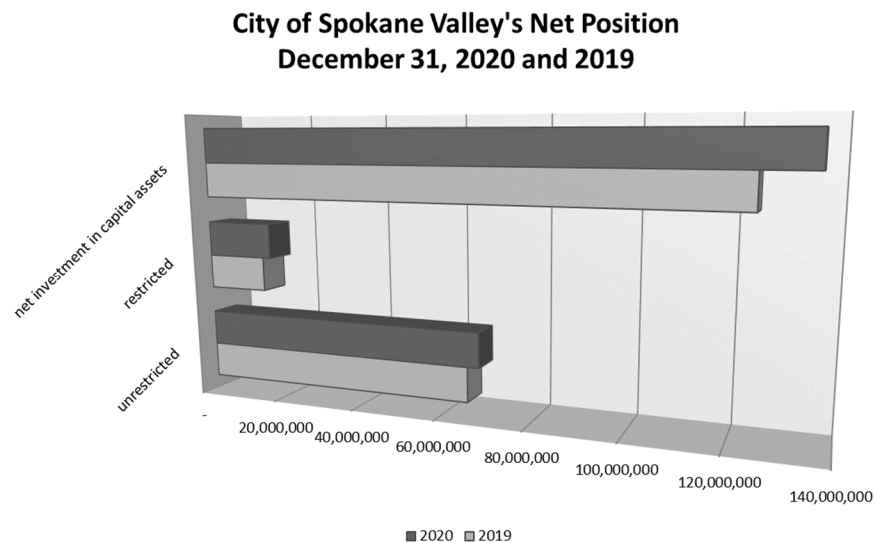 City of Spokane Valley's Net Position
December 31, 2020 and 2019
net investment in capital assets
restricted
unrestricted
-
20,000,000
40,000,000
60,000,000
80,000,000
100,000,000
120,000,000
140,000,000
2020
2019